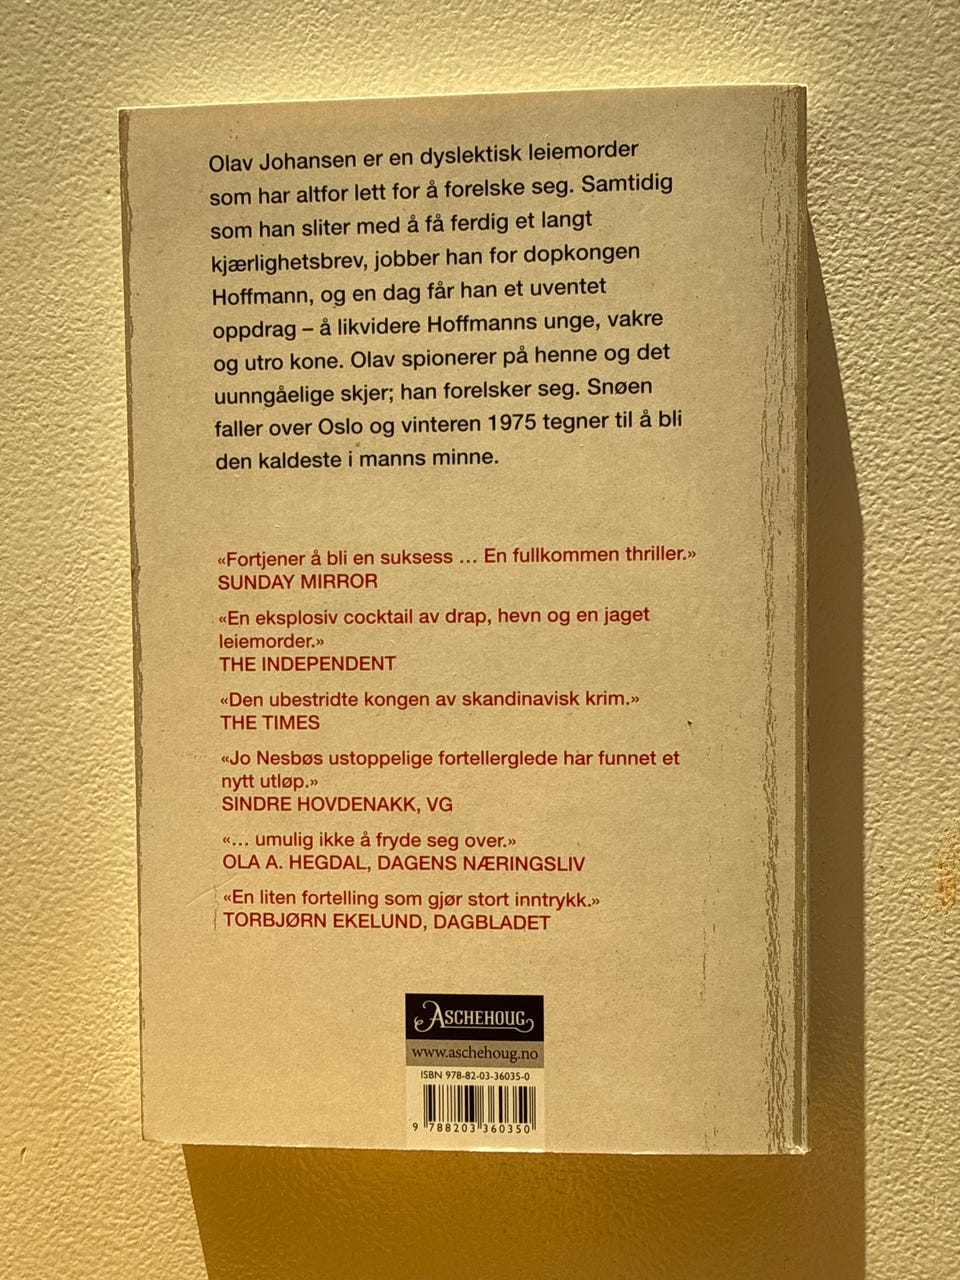 Olav Johansen er en dyslektisk leiemorder
som har altfor lett for å forelske seg. Samtidig
som han sliter med å få ferdig et langt
kjærlighetsbrev, jobber han for dopkongen
Hoffmann, og en dag får han et uventet
oppdrag – å likvidere Hoffmanns unge, vakre
og utro kone. Olav spionerer på henne og det
uunngåelige skjer; han forelsker seg. Snøen
faller over Oslo og vinteren 1975 tegner til å bli
den kaldeste i manns minne.
«Fortjener å bli en suksess … En fullkommen thriller.»
SUNDAY MIRROR
«En eksplosiv cocktail av drap, hevn og en jaget
leiemorder.»
THE INDEPENDENT
«Den ubestridte kongen av skandinavisk krim.»
THE TIMES
«Jo Nesbøs ustoppelige fortellerglede har funnet et
nytt utløp.»
SINDRE HOVDENAKK, VG
«… umulig ikke å fryde seg over.»
OLA A. HEGDAL, DAGENS NÆRINGSLIV
«En liten fortelling som gjør stort inntrykk.»
TORBJØRN EKELUND, DAGBLADET
ASCHEHOUG
www.aschehoug.no
ISBN 978-82-03-36035-0
9 788203 360350